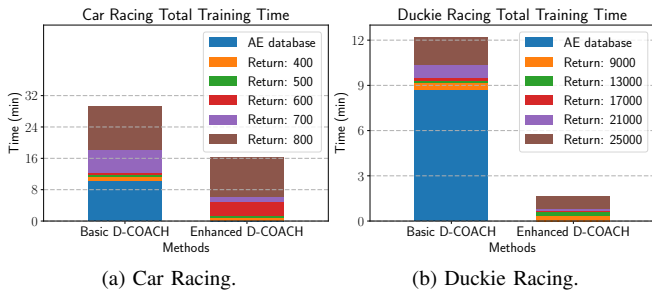 Car Racing Total Training Time
Time (min)
32
24
16
8
0
AE database
Return: 400
Return: 500
Return: 600
Return: 700
Return: 800
Basic D-COACH Enhanced D-COACH
Methods
(a) Car Racing.
Duckie Racing Total Training Time
Time (min)
12
9
6
3
0
AE database
Return: 9000
Return: 13000
Return: 17000
Return: 21000
Return: 25000
Basic D-COACH Enhanced D-COACH
Methods
(b) Duckie Racing.